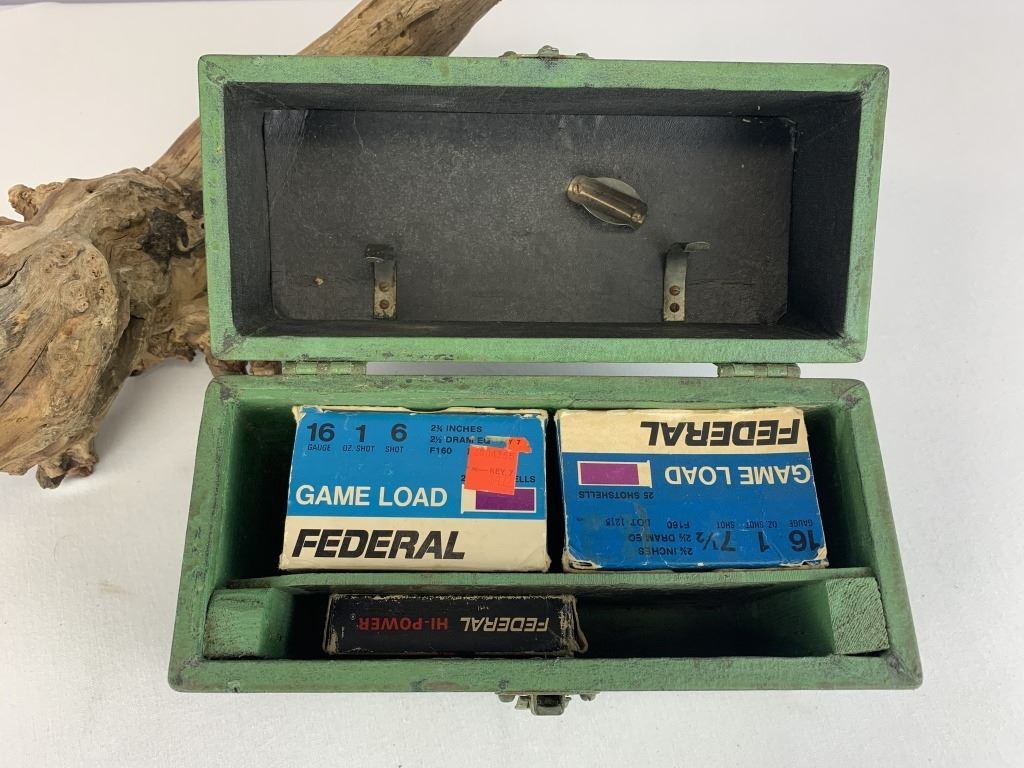 16 1 6
GAUGE OZ. SHOT SHOT
2¾ INCHES
2½ DRAM EQ
F160
GAME LOAD
FEDERAL
FEDERAL
GAME LOAD
25 SHOTSHELLS
16 1 7½
GAUGE OZ. SHOT SHOT
2¾ INCHES
2½ DRAM EQ
F160 LOT-1215
FEDERAL
HI-POWER